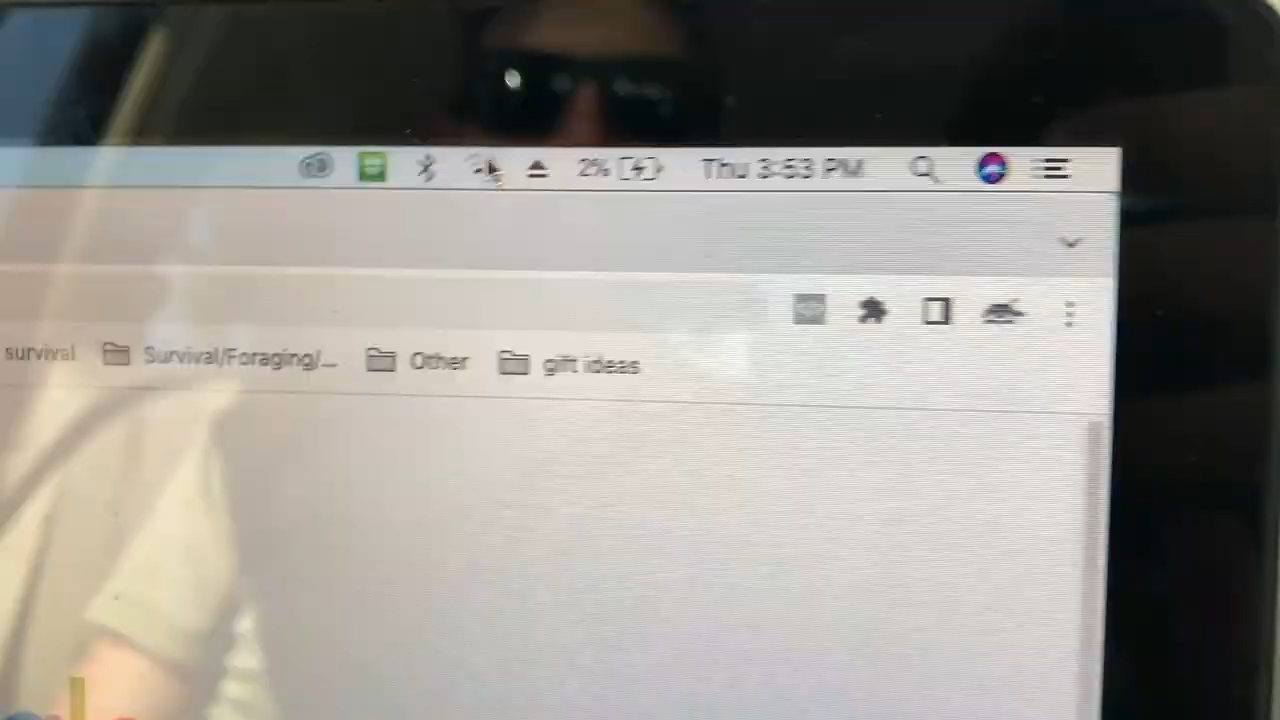 2% Thu 3:53 PM
survival Survival/Foraging/... Other gift ideas